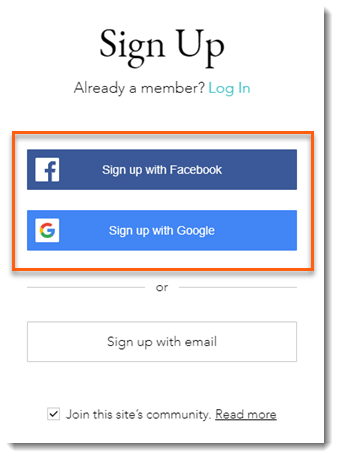 Sign Up
Already a member? Log In
Sign up with Facebook
Sign up with Google
or
Sign up with email
Join this site's community. Read more